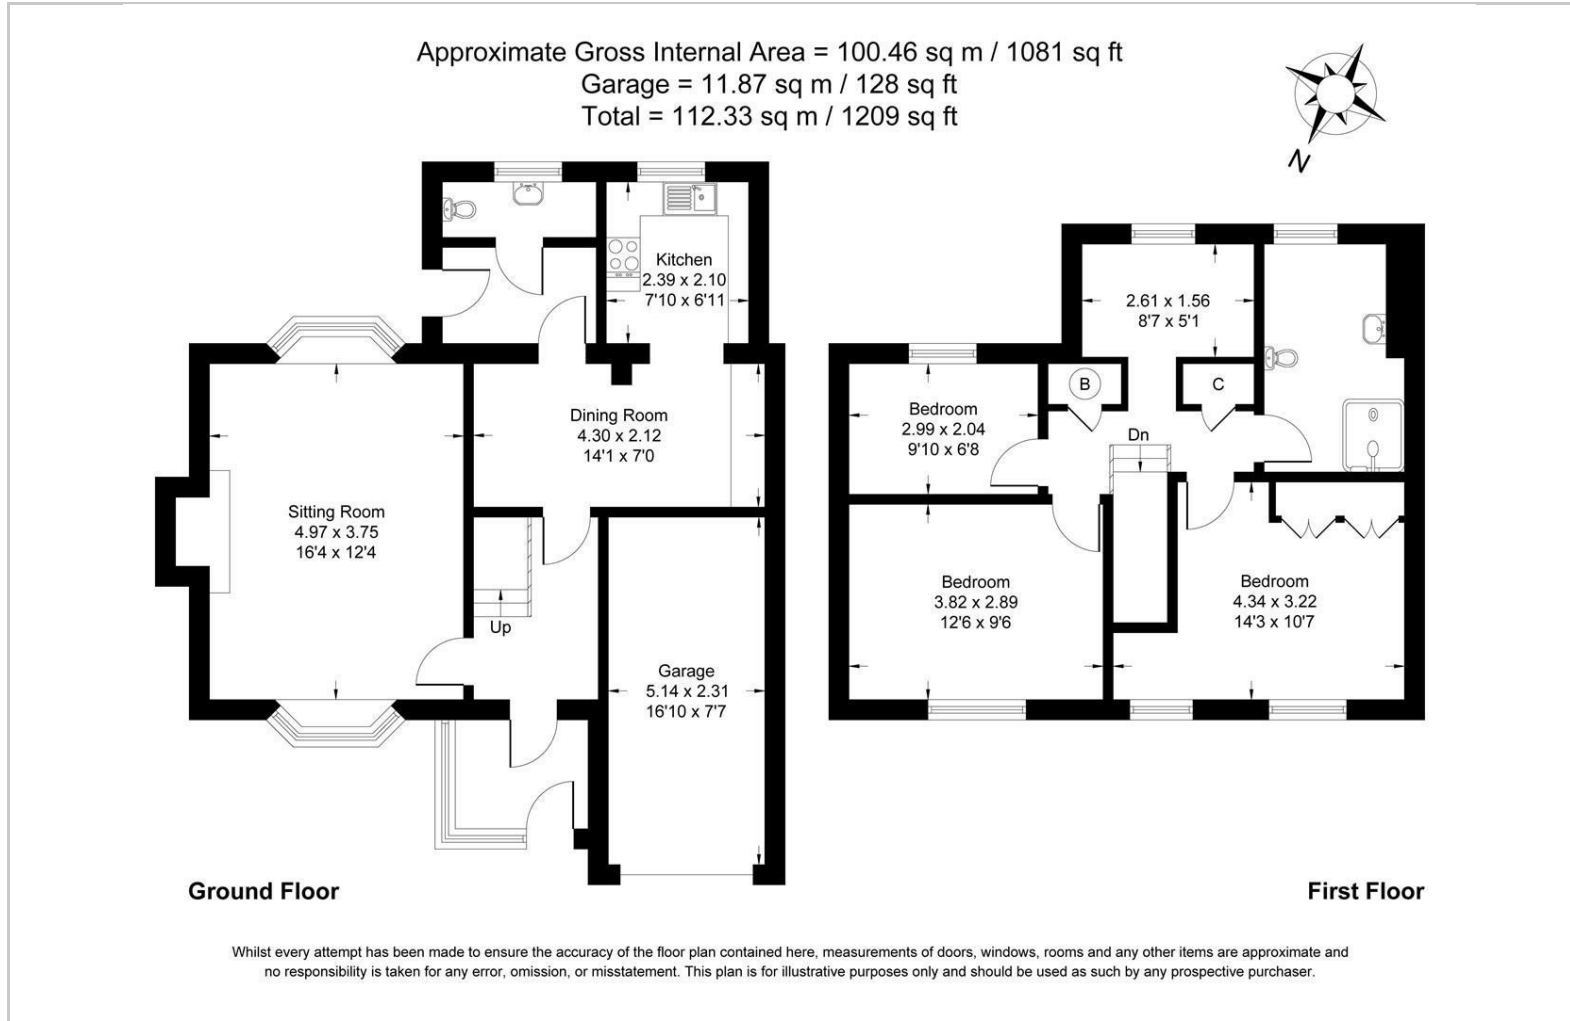 Approximate Gross Internal Area = 100.46 sq m / 1081 sq ft
Garage = 11.87 sq m / 128 sq ft
Total = 112.33 sq m / 1209 sq ft
N
Kitchen
2.39 x 2.10
7'10 x 6'11
Dining Room
4.30 x 2.12
14'1 x 7'0
Sitting Room
4.97 x 3.75
16'4 x 12'4
Up
Garage
5.14 x 2.31
16'10 x 7'7
Ground Floor
2.61 x 1.56
8'7 x 5'1
B
C
Bedroom
2.99 x 2.04
9'10 x 6'8
Dn
Bedroom
3.82 x 2.89
12'6 x 9'6
Bedroom
4.34 x 3.22
14'3 x 10'7
First Floor
Whilst every attempt has been made to ensure the accuracy of the floor plan contained here, measurements of doors, windows, rooms and any other items are approximate and
no responsibility is taken for any error, omission, or misstatement. This plan is for illustrative purposes only and should be used as such by any prospective purchaser.